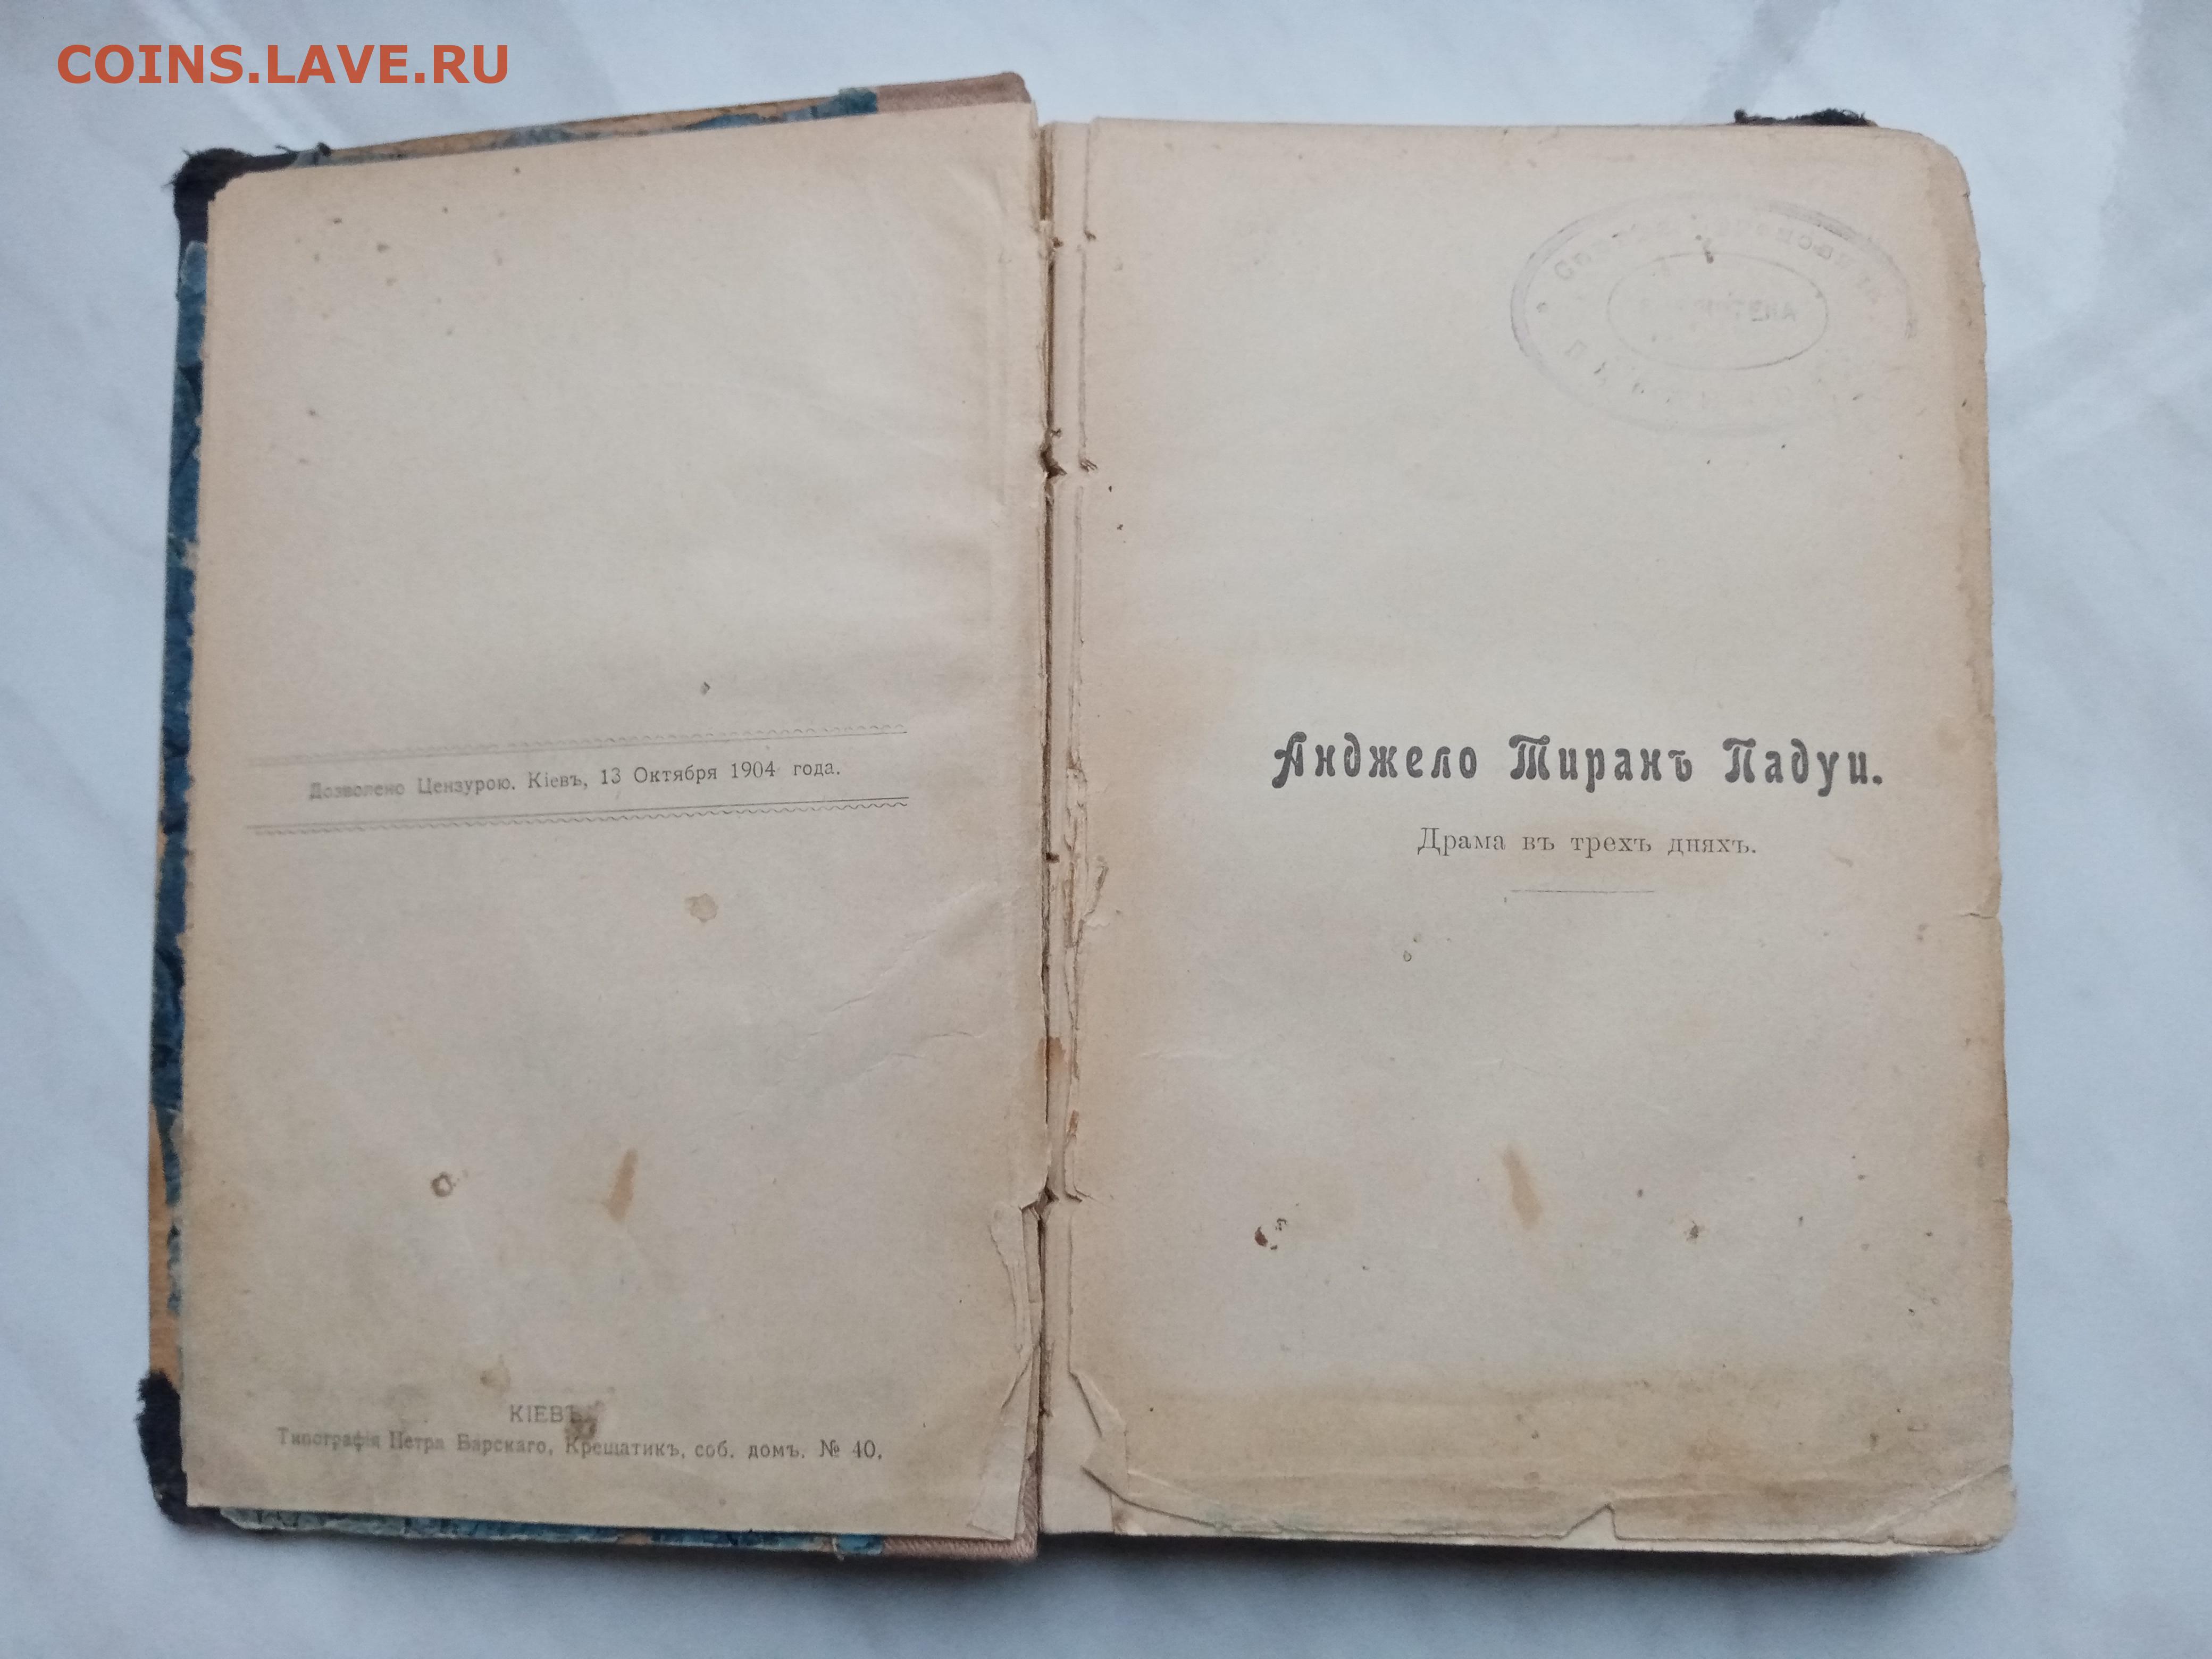 COINS.LAVE.RU
Дозволено Цензурою. Кіевъ, 13 Октября 1904 года.
КІЕВЪ
Типографія Петра Барскаго, Крещатикъ, соб. домъ. № 40.
Анджело Тиранъ Падуи.
Драма въ трехъ дняхъ.